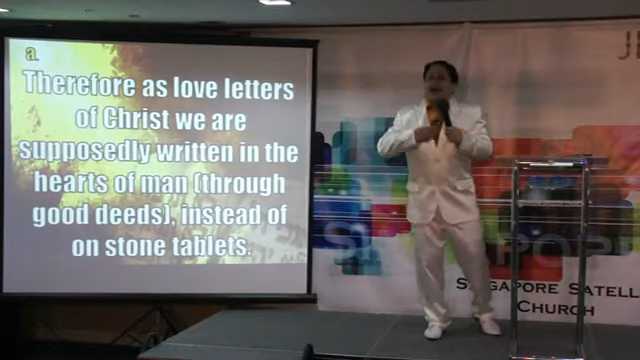 a.
Therefore as love letters
of Christ we are
supposedly written in the
hearts of man (through
good deeds), instead of
on stone tablets.
JE
SINGAPORE SATELL
CHURCH